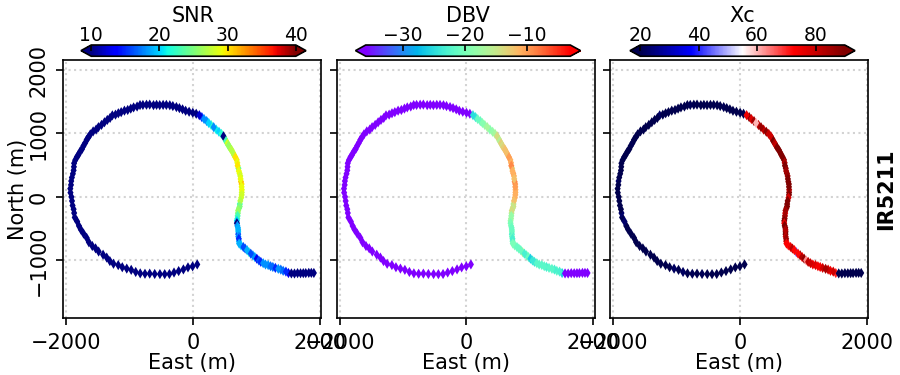 SNR DBV Xc
10 20 30 40 −30 −20 −10 20 40 60 80
2000
1000
0
−1000
North (m)
IR5211
−2000 0 2000 −2000 0 2000 −2000 0 2000
East (m) East (m) East (m)